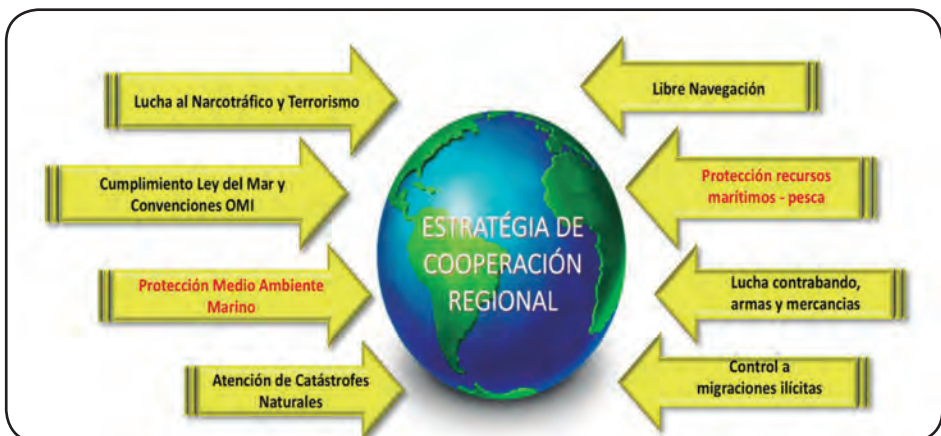 Lucha al Narcotráfico y Terrorismo
Cumplimiento Ley del Mar y
Convenciones OMI
Protección Medio Ambiente
Marino
Atención de Catástrofes
Naturales
ESTRATÉGIA DE
COOPERACIÓN
REGIONAL
Libre Navegación
Protección recursos
marítimos - pesca
Lucha contrabando,
armas y mercancias
Control a
migraciones ilícitas